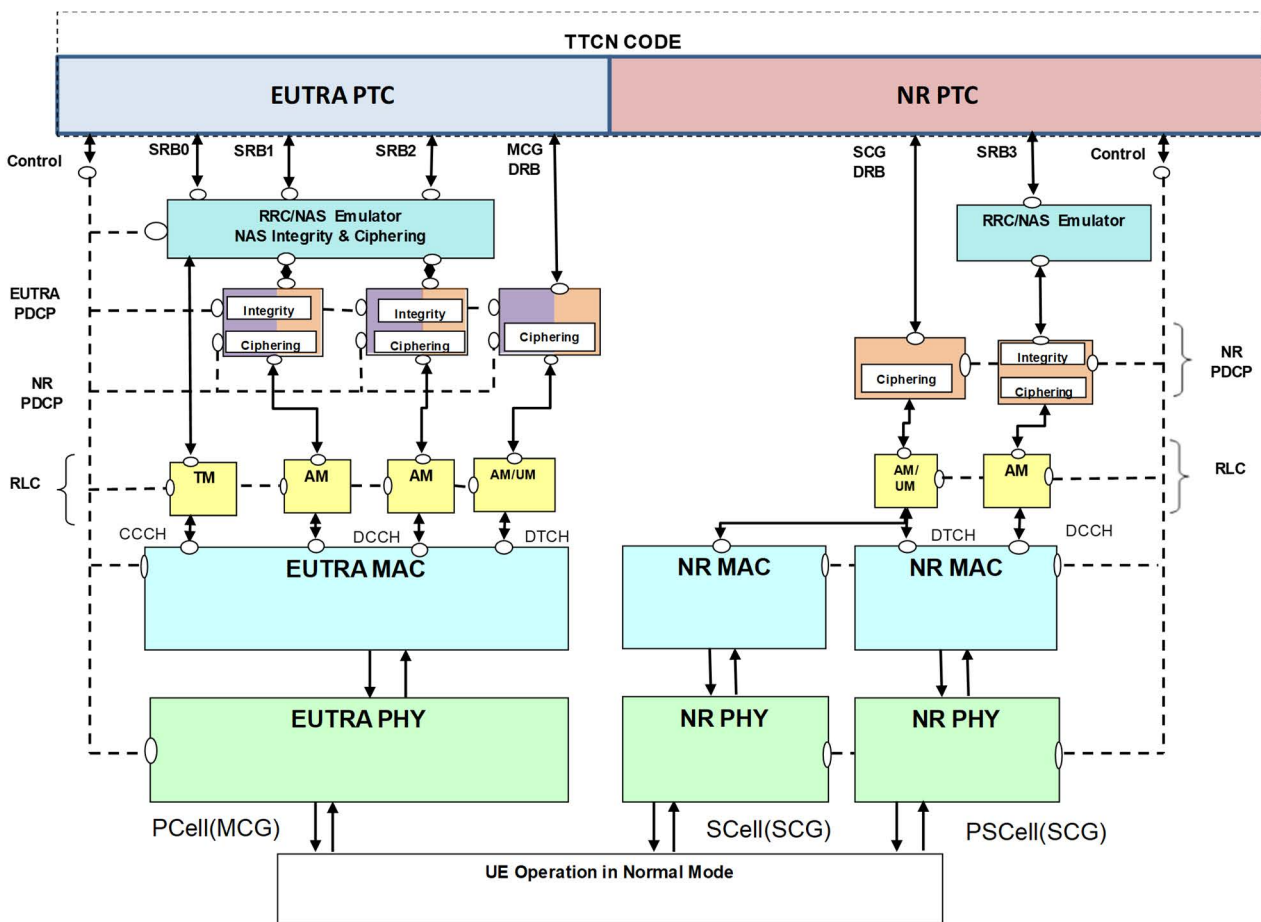 TTCN CODE
EUTRA PTC
NR PTC
Control
SRB0
SRB1
SRB2
MCG
DRB
SCG
DRB
SRB3
Control
RRC/NAS Emulator
NAS Integrity & Ciphering
RRC/NAS Emulator
EUTRA
PDCP
Integrity
Ciphering
Integrity
Ciphering
Ciphering
NR
PDCP
Ciphering
Integrity
Ciphering
NR
PDCP
RLC
TM
AM
AM
AM/UM
AM/
UM
AM
RLC
CCCH
DCCH
DTCH
DTCH
DCCH
EUTRA MAC
NR MAC
NR MAC
EUTRA PHY
NR PHY
NR PHY
PCell(MCG)
SCell(SCG)
PSCell(SCG)
UE Operation in Normal Mode